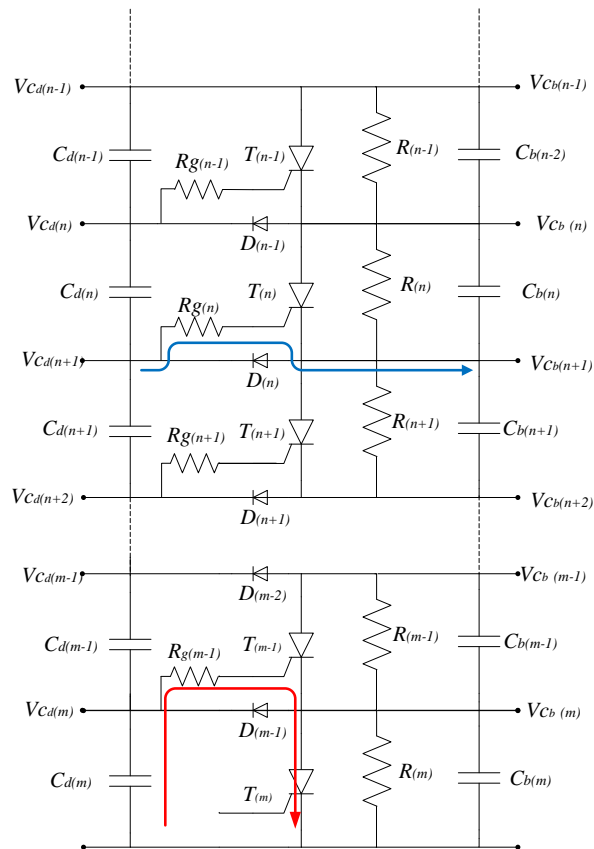 Vcd(n-1) Vcb(n-1)
Cd(n-1) Rg(n-1) T(n-1) R(n-1) Cb(n-2)
Vcd(n) D(n-1) Vcb (n)
Cd(n) Rg(n) T(n) R(n) Cb(n)
Vcd(n+1) D(n) Vcb(n+1)
Cd(n+1) Rg(n+1) T(n+1) R(n+1) Cb(n+1)
Vcd(n+2) D(n+1) Vcb(n+2)
Vcd(m-1) D(m-2) Vcb (m-1)
Cd(m-1) Rg(m-1) T(m-1) R(m-1) Cb(m-1)
Vcd(m) D(m-1) Vcb (m)
Cd(m) T(m) R(m) Cb(m)